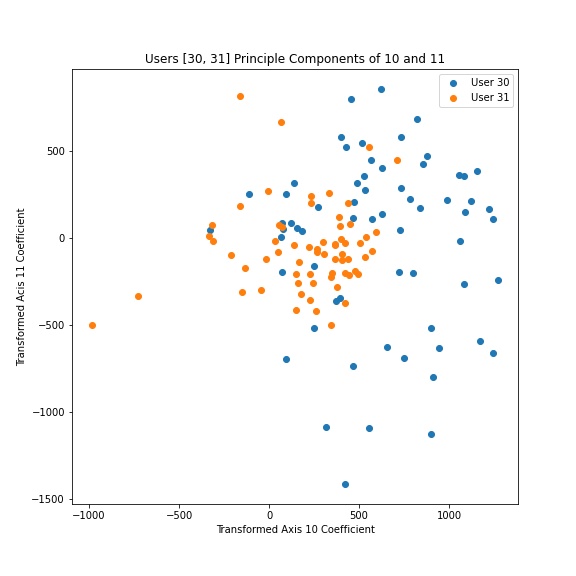 Users [30, 31] Principle Components of 10 and 11
User 30
User 31
Transformed Acis 11 Coefficient
500
0
−500
−1000
−1500
−1000
−500
0
500
1000
Transformed Axis 10 Coefficient